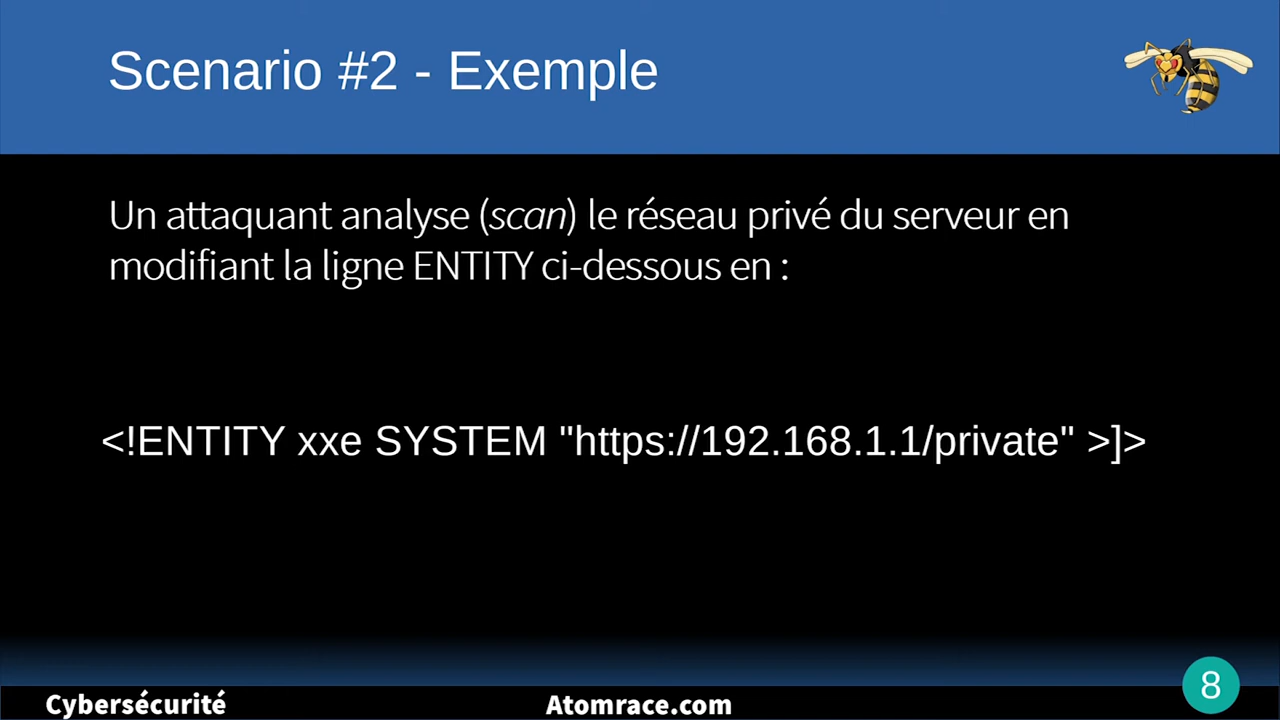 Scenario #2 - Exemple
Un attaquant analyse (scan) le réseau privé du serveur en
modifiant la ligne ENTITY ci-dessous en :
<!ENTITY xxe SYSTEM "https://192.168.1.1/private" >]>
8
Cybersécurité
Atomrace.com